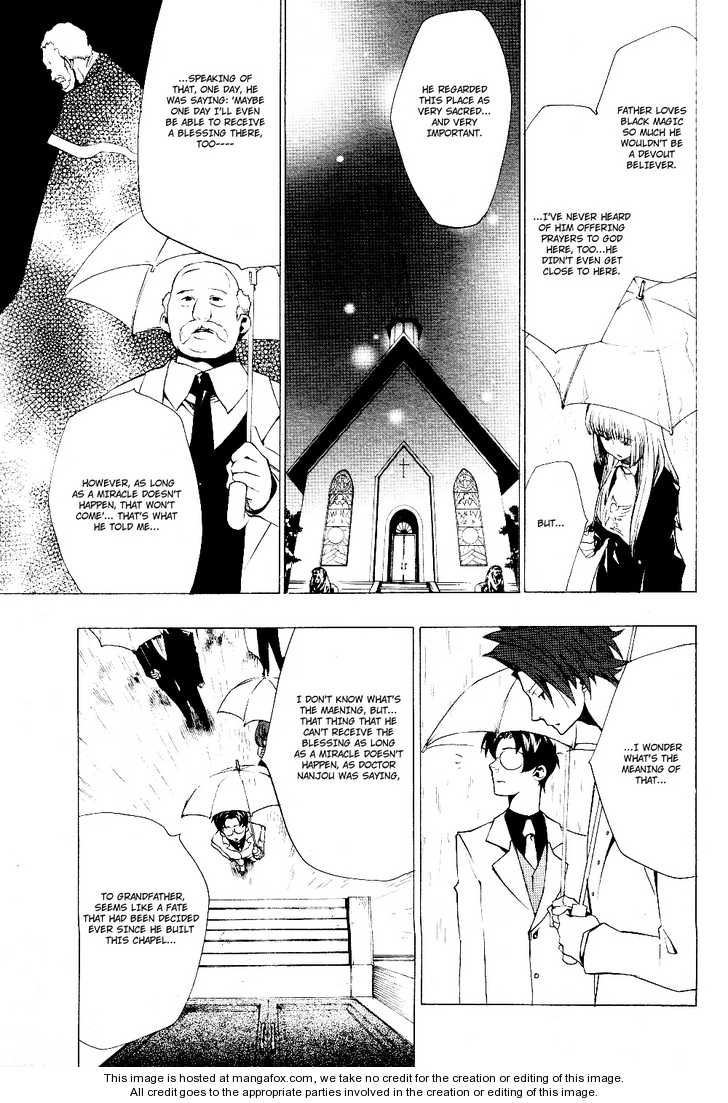 FATHER LOVES
BLACK MAGIC
SO MUCH HE
WOULDN'T BE
A DEVOUT
BELIEVER.
...I'VE NEVER HEARD
OF HIM OFFERING
PRAYERS TO GOD
HERE, TOO...HE
DIDN'T EVEN GET
CLOSE TO HERE.
BUT...
HE REGARDED
THIS PLACE AS
VERY SACRED...
AND VERY
IMPORTANT.
...SPEAKING OF
THAT, ONE DAY, HE
WAS SAYING: 'MAYBE
ONE DAY I'LL EVEN
BE ABLE TO RECEIVE
A BLESSING THERE,
TOO----
HOWEVER, AS LONG
AS A MIRACLE DOESN'T
HAPPEN, THAT WON'T
COME'... THAT'S WHAT
HE TOLD ME...
...I WONDER
WHAT'S THE
MEANING OF
THAT...
I DON'T KNOW WHAT'S
THE MAENING, BUT...
THAT THING THAT HE
CAN'T RECEIVE THE
BLESSING AS LONG
AS A MIRACLE DOESN'T
HAPPEN, AS DOCTOR
NANJOU WAS SAYING,
TO GRANDFATHER,
SEEMS LIKE A FATE
THAT HAD BEEN DECIDED
EVER SINCE HE BUILT
THIS CHAPEL...
This image is hosted at mangafox.com, we take no credit for the creation or editing of this image.
All credit goes to the appropriate parties involved in the creation or editing of this image.